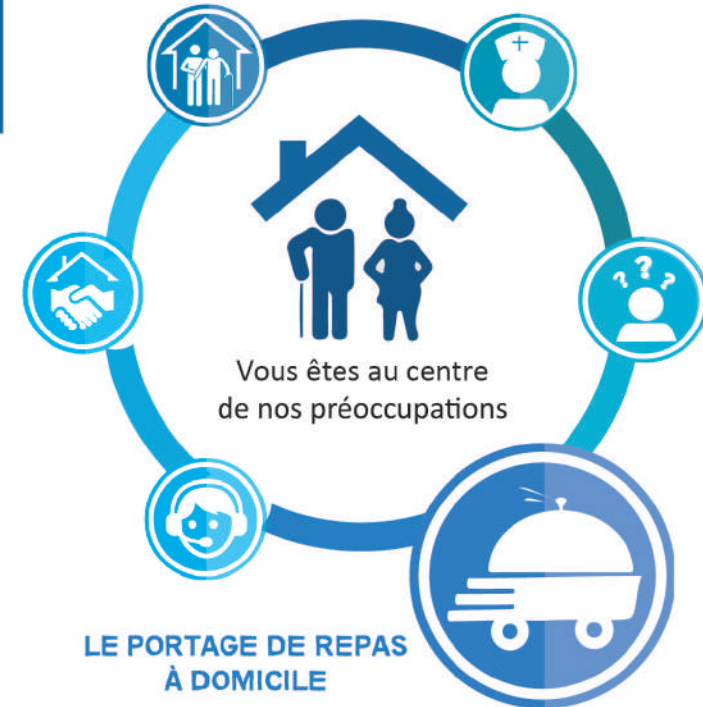 ? ? ?
Vous êtes au centre
de nos préoccupations
LE PORTAGE DE REPAS
À DOMICILE